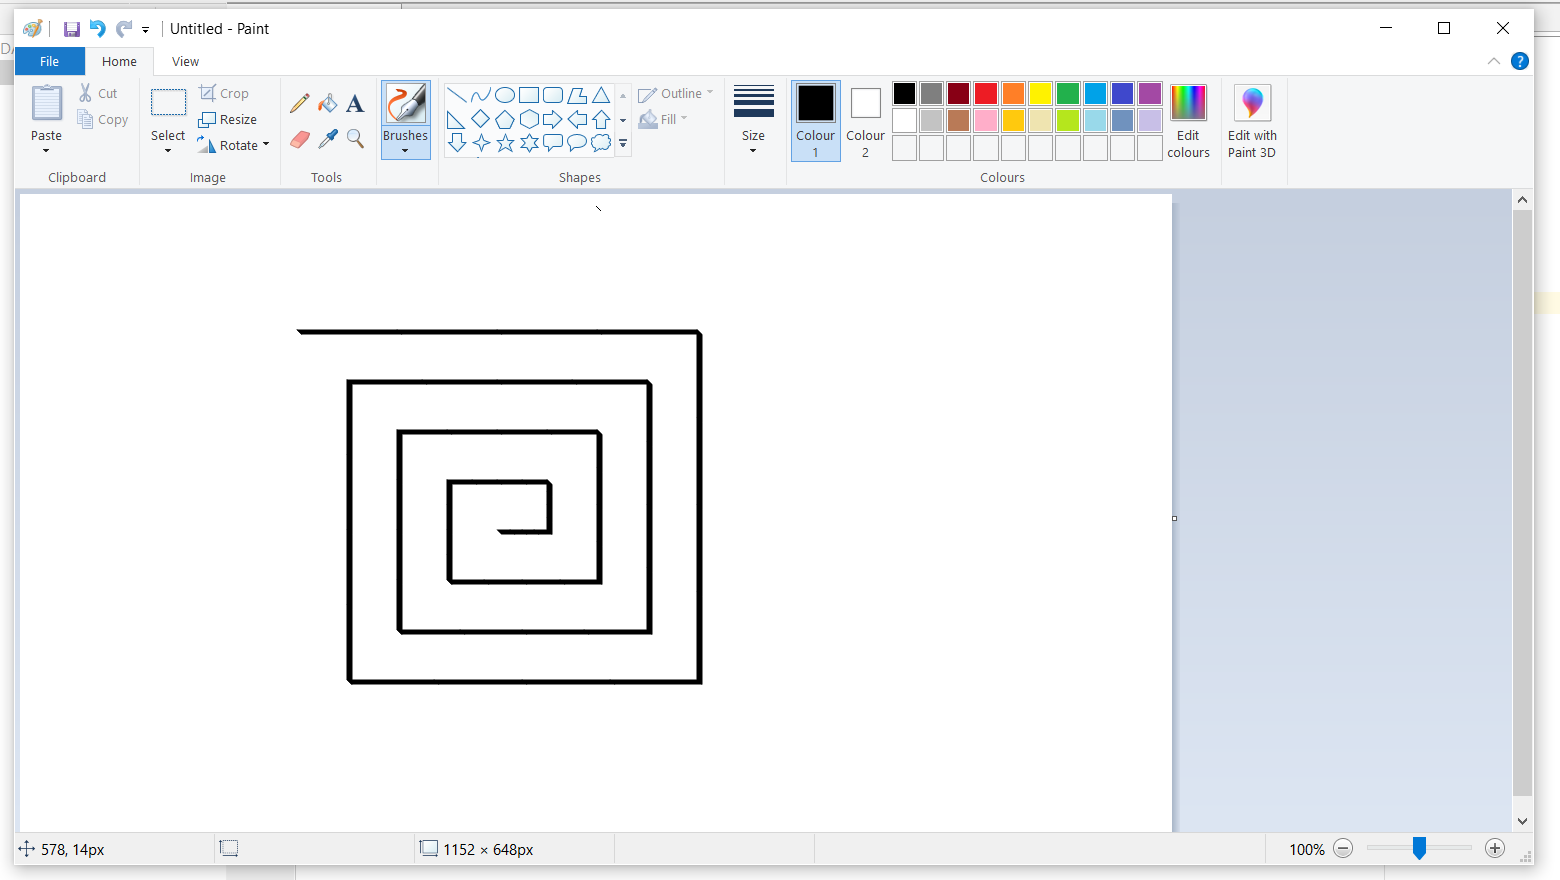 Untitled - Paint
File Home View
Paste
Cut
Copy
Clipboard
Select
Crop
Resize
Rotate
Image
A
Tools
Brushes
Outline
Fill
Shapes
Size
Colour 1
Colour 2
Edit colours
Colours
Edit with Paint 3D
?
578, 14px
1152 × 648px
100%